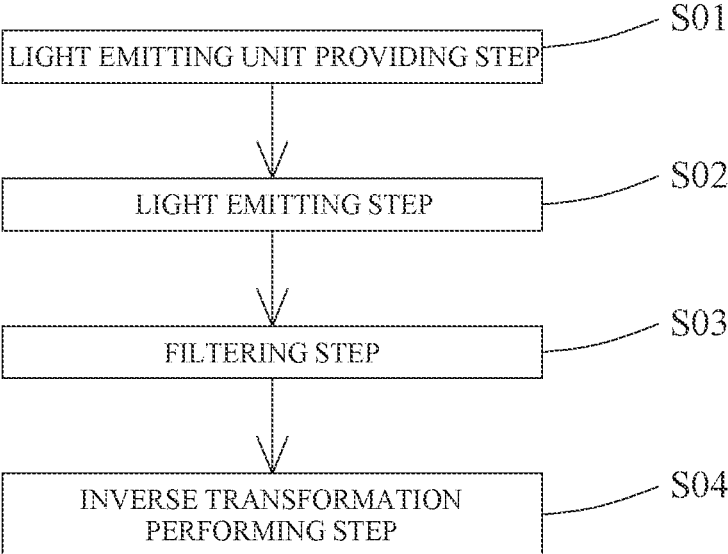 S01
LIGHT EMITTING UNIT PROVIDING STEP
S02
LIGHT EMITTING STEP
S03
FILTERING STEP
S04
INVERSE TRANSFORMATION
PERFORMING STEP